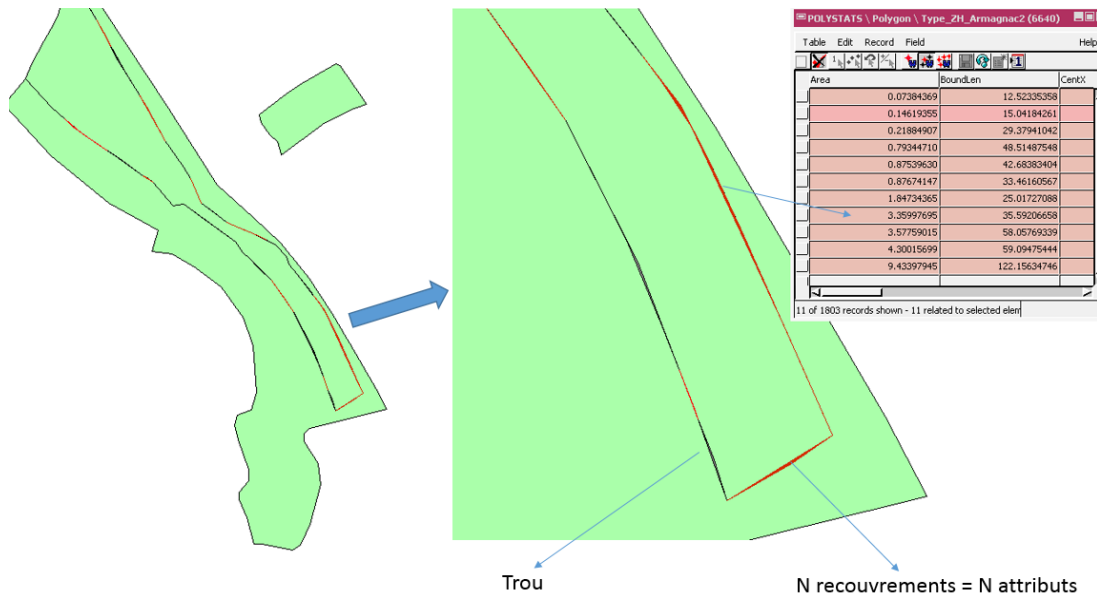 POLYSTATS \ Polygon \ Type_ZH_Armagnac2 (6640)
Table Edit Record Field Help
Area BoundLen CentX
0.07384369 12.52335358
0.14619355 15.04184261
0.21884907 29.37941042
0.79344710 48.51487548
0.87539630 42.68383404
0.87674147 33.46160567
1.84734365 25.01727088
3.35997695 35.59206658
3.57759015 58.05769339
4.30015699 59.09475444
9.43397945 122.15634746
11 of 1803 records shown - 11 related to selected elem
Trou
N recouvrements = N attributs